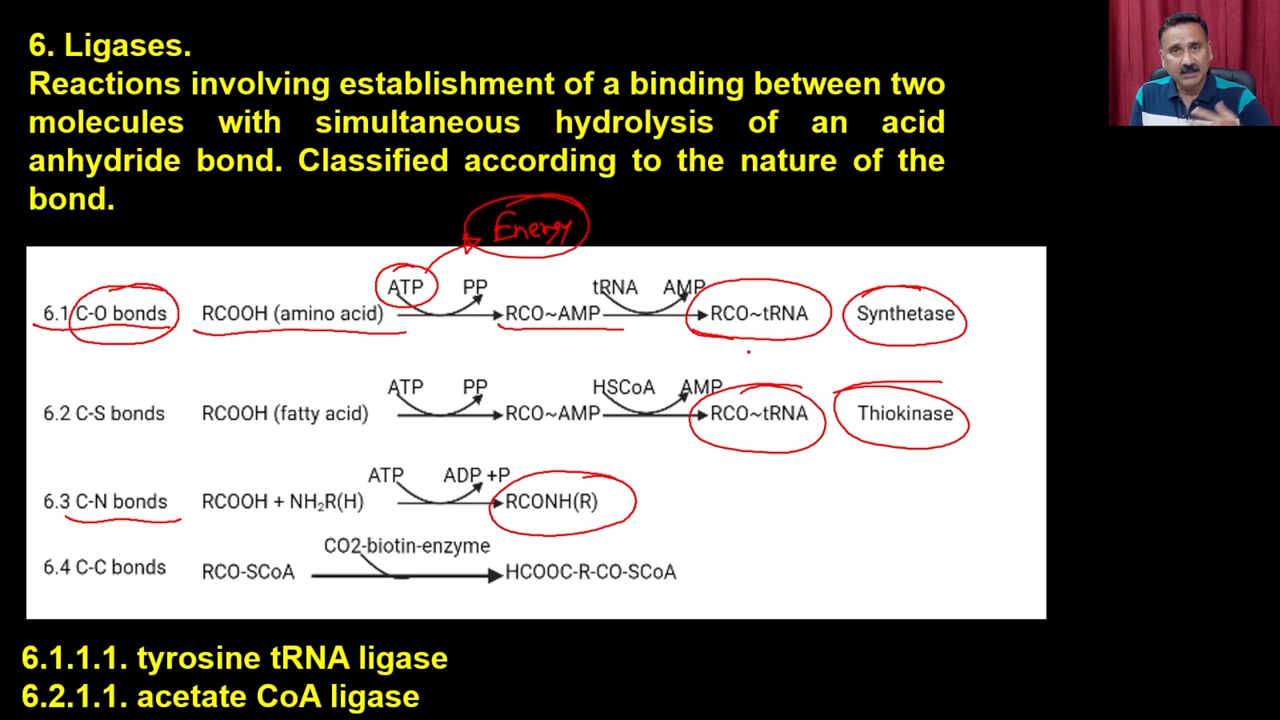 6. Ligases.
Reactions involving establishment of a binding between two
molecules with simultaneous hydrolysis of an acid
anhydride bond. Classified according to the nature of the
bond.
Energy
ATP PP tRNA AMP
6.1 C-O bonds RCOOH (amino acid) RCO~AMP RCO~tRNA Synthetase
ATP PP HSCoA AMP
6.2 C-S bonds RCOOH (fatty acid) RCO~AMP RCO~tRNA Thiokinase
ATP ADP +P
6.3 C-N bonds RCOOH + NH₂R(H) RCONH(R)
CO2-biotin-enzyme
6.4 C-C bonds RCO-SCoA HCOOC-R-CO-SCoA
6.1.1.1. tyrosine tRNA ligase
6.2.1.1. acetate CoA ligase